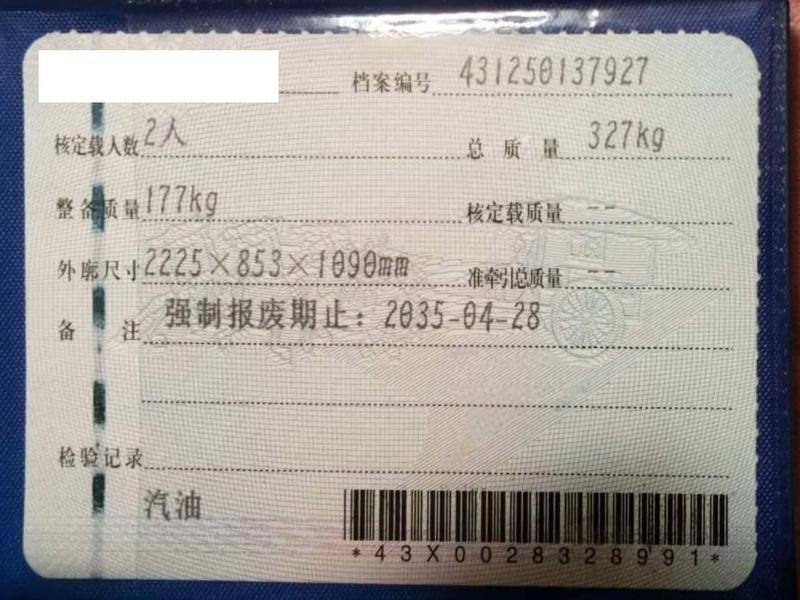 档案编号 431250137927
核定载人数 2人 总质量 327kg
整备质量 177kg 核定载质量 --
外廓尺寸 2225×853×1090mm 准牵引总质量 --
备注 强制报废期止：2035-04-28
检验记录
汽油
*43X0028328991*